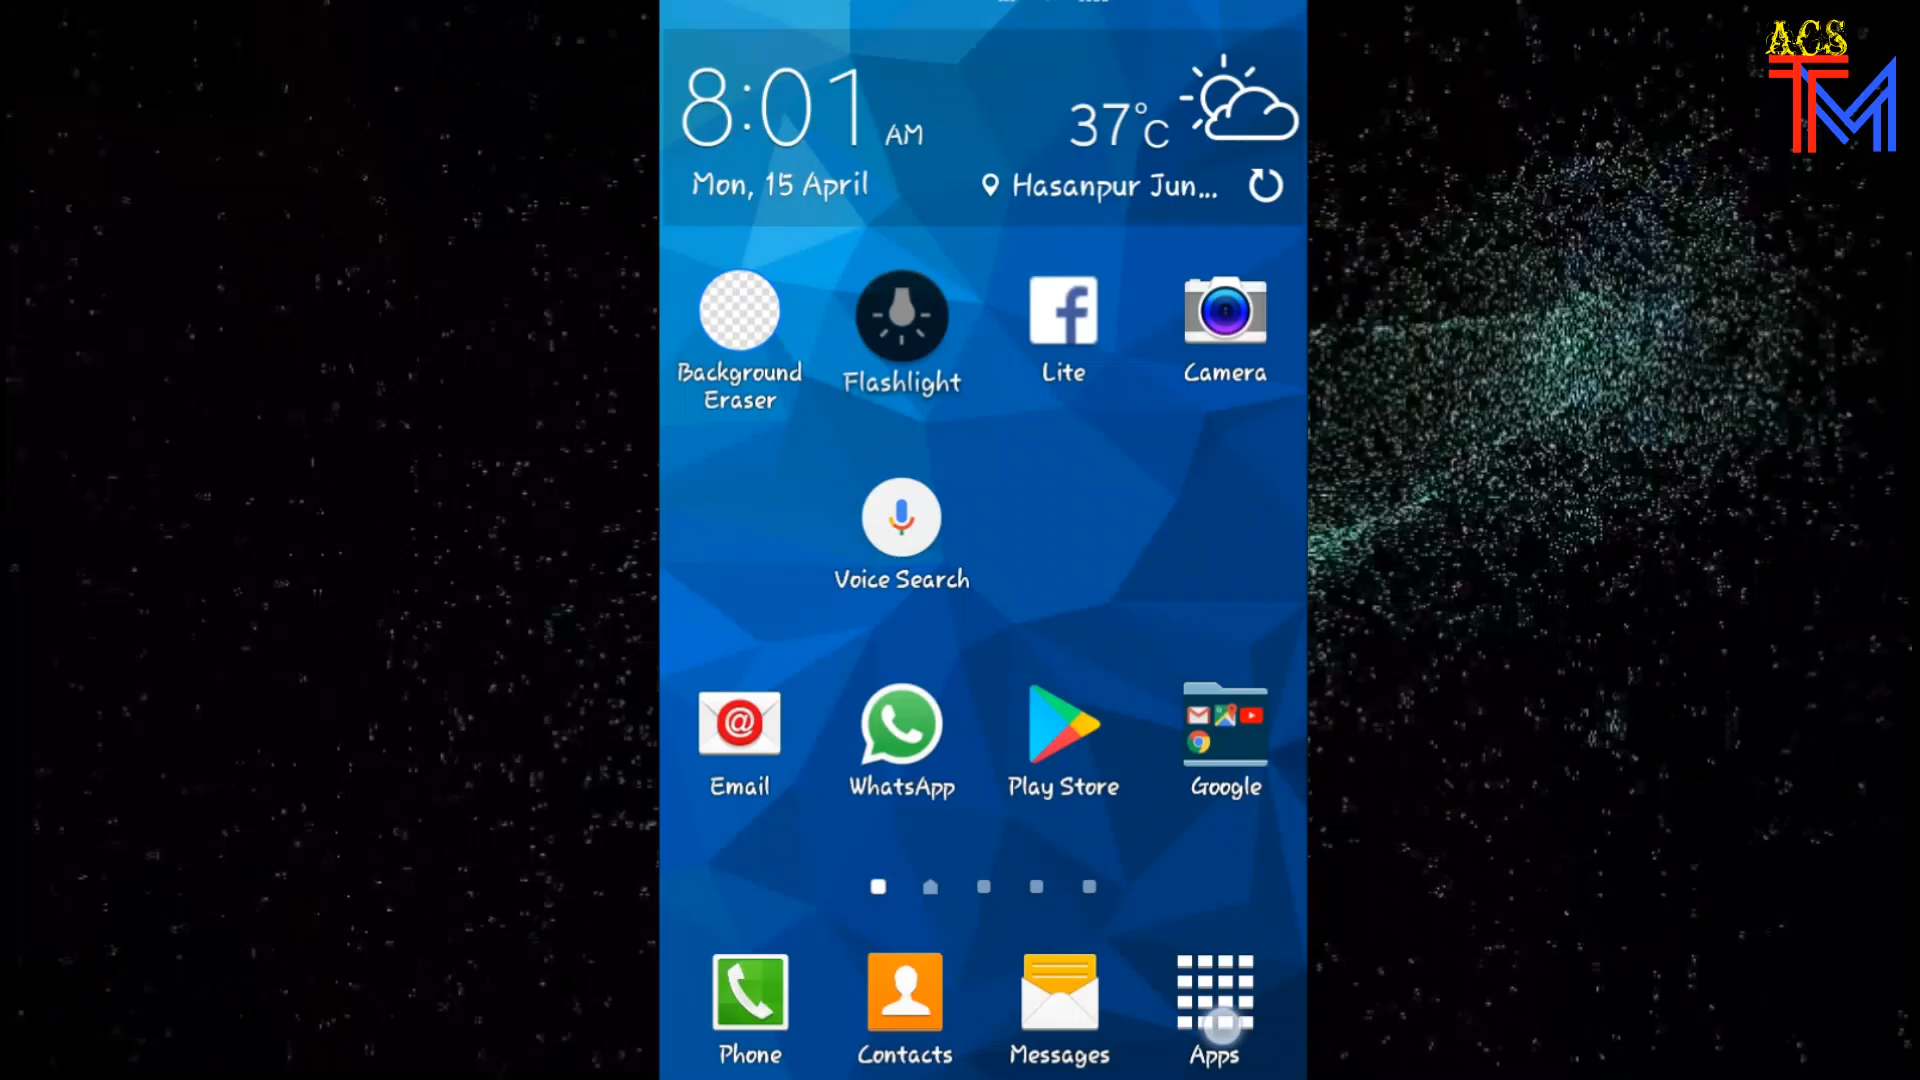 ACS
TM
8:01 AM
37°C
Mon, 15 April
Hasanpur Jun...
Background
Eraser
Flashlight
Lite
Camera
Voice Search
Email
WhatsApp
Play Store
Google
Phone
Contacts
Messages
Apps